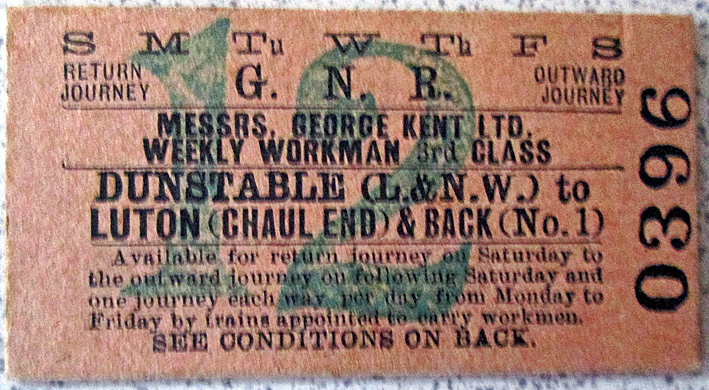 S M Tu W Th F S
RETURN JOURNEY G. N. R. OUTWARD JOURNEY
MESSRS. GEORGE KENT LTD.
WEEKLY WORKMAN 3rd CLASS
DUNSTABLE (L.&N.W.) to
LUTON (CHAUL END) & BACK (No. 1)
Available for return journey on Saturday to
the outward journey on following Saturday and
one journey each way per day from Monday to
Friday by trains appointed to carry workmen.
SEE CONDITIONS ON BACK.
0396
12